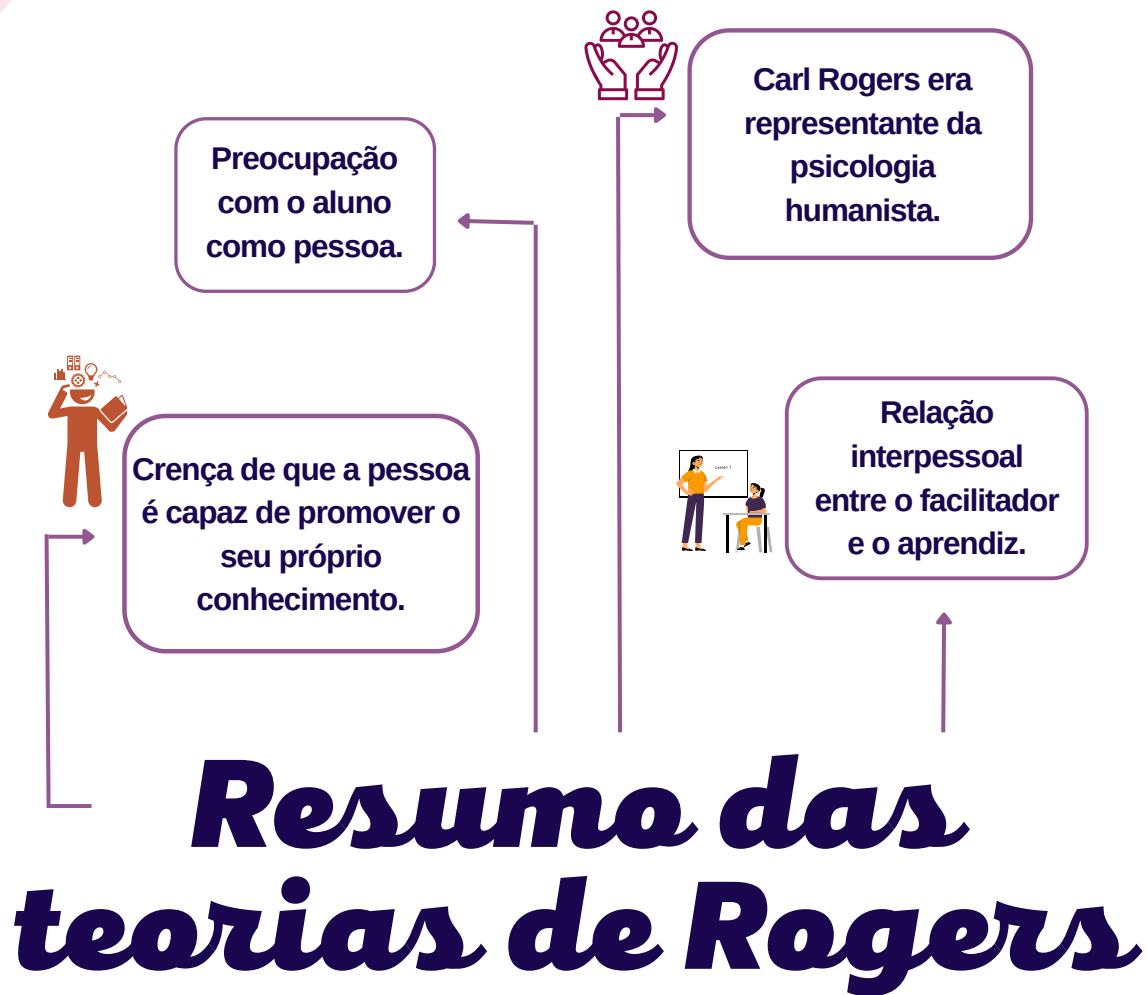 Carl Rogers era
representante da
psicologia
humanista.
Preocupação
com o aluno
como pessoa.
Relação
interpessoal
entre o facilitador
e o aprendiz.
Crença de que a pessoa
é capaz de promover o
seu próprio
conhecimento.
Resumo das
teorias de Rogers